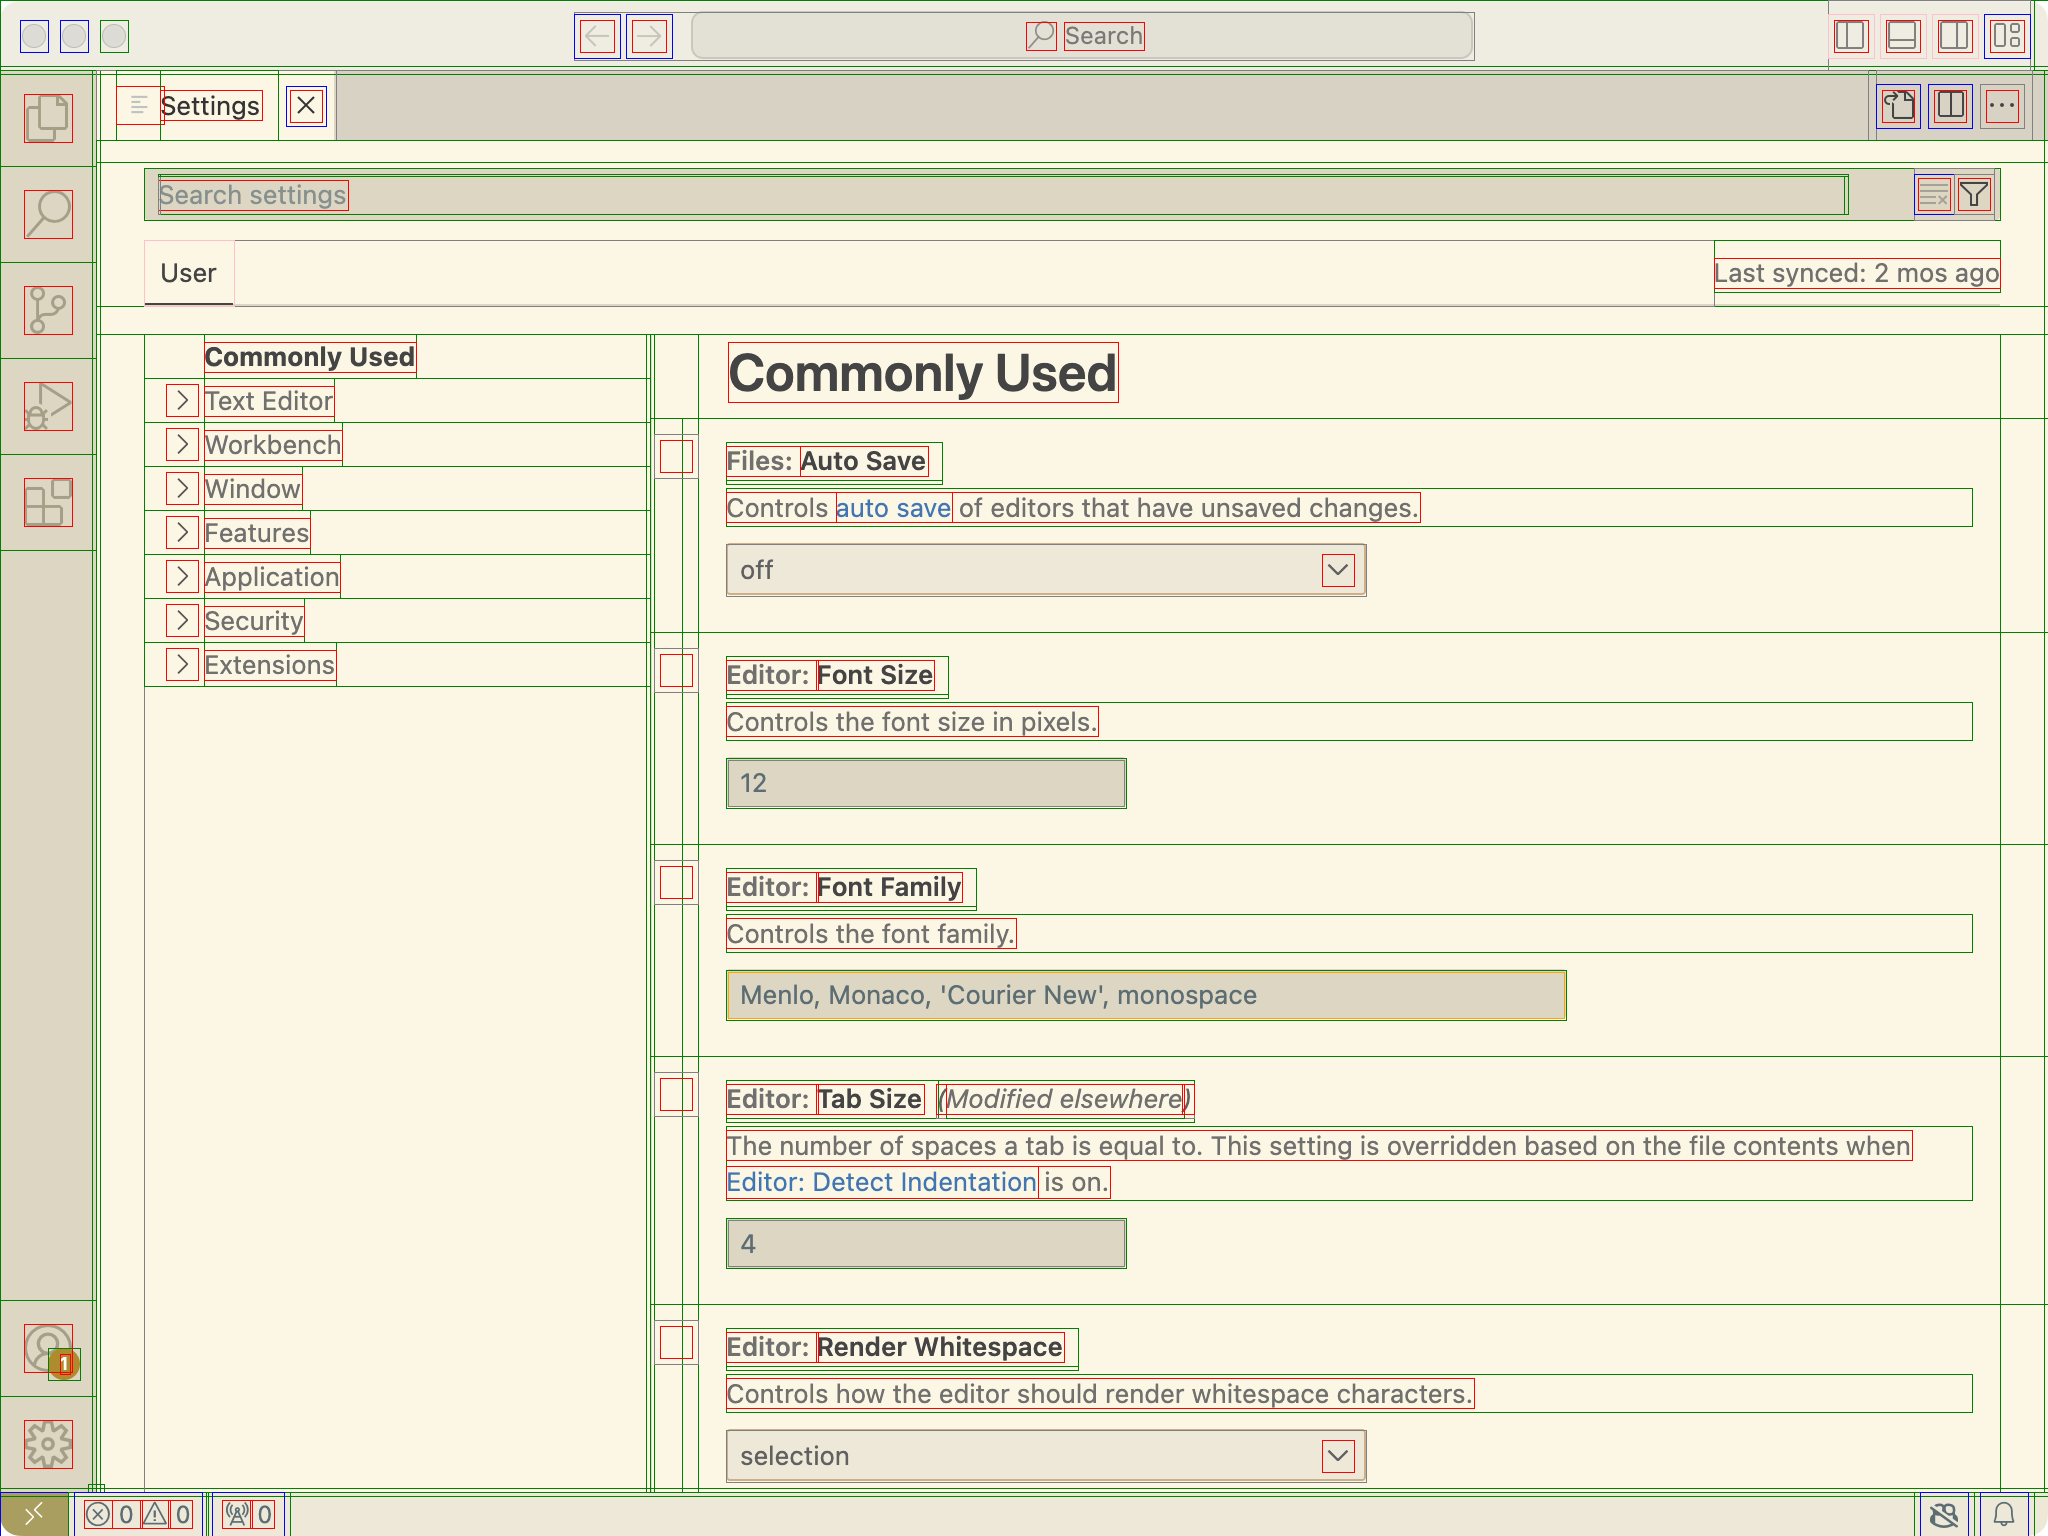 Search
Settings
Search settings
User
Last synced: 2 mos ago
Commonly Used
Text Editor
Workbench
Window
Features
Application
Security
Extensions
Commonly Used
Files: Auto Save
Controls auto save of editors that have unsaved changes.
off
Editor: Font Size
Controls the font size in pixels.
12
Editor: Font Family
Controls the font family.
Menlo, Monaco, 'Courier New', monospace
Editor: Tab Size (Modified elsewhere)
The number of spaces a tab is equal to. This setting is overridden based on the file contents when
Editor: Detect Indentation is on.
4
Editor: Render Whitespace
Controls how the editor should render whitespace characters.
selection
1
0 0 0